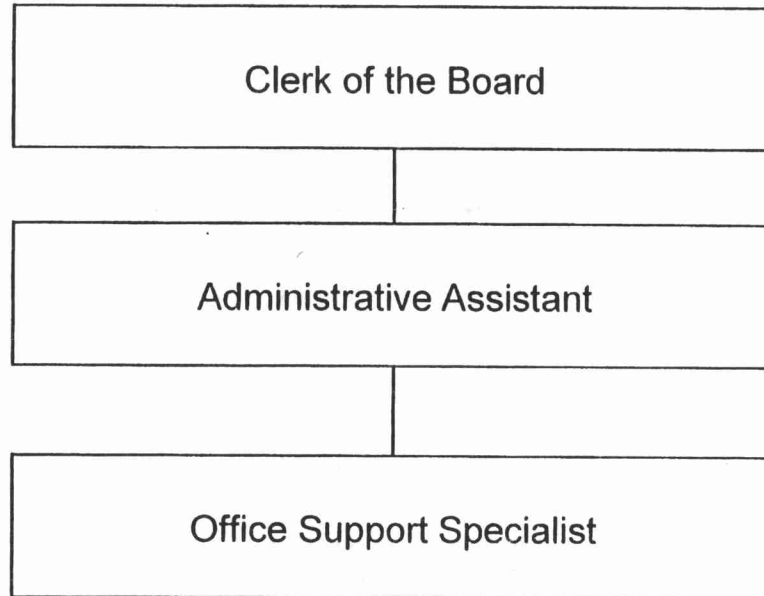 Clerk of the Board
Administrative Assistant
Office Support Specialist